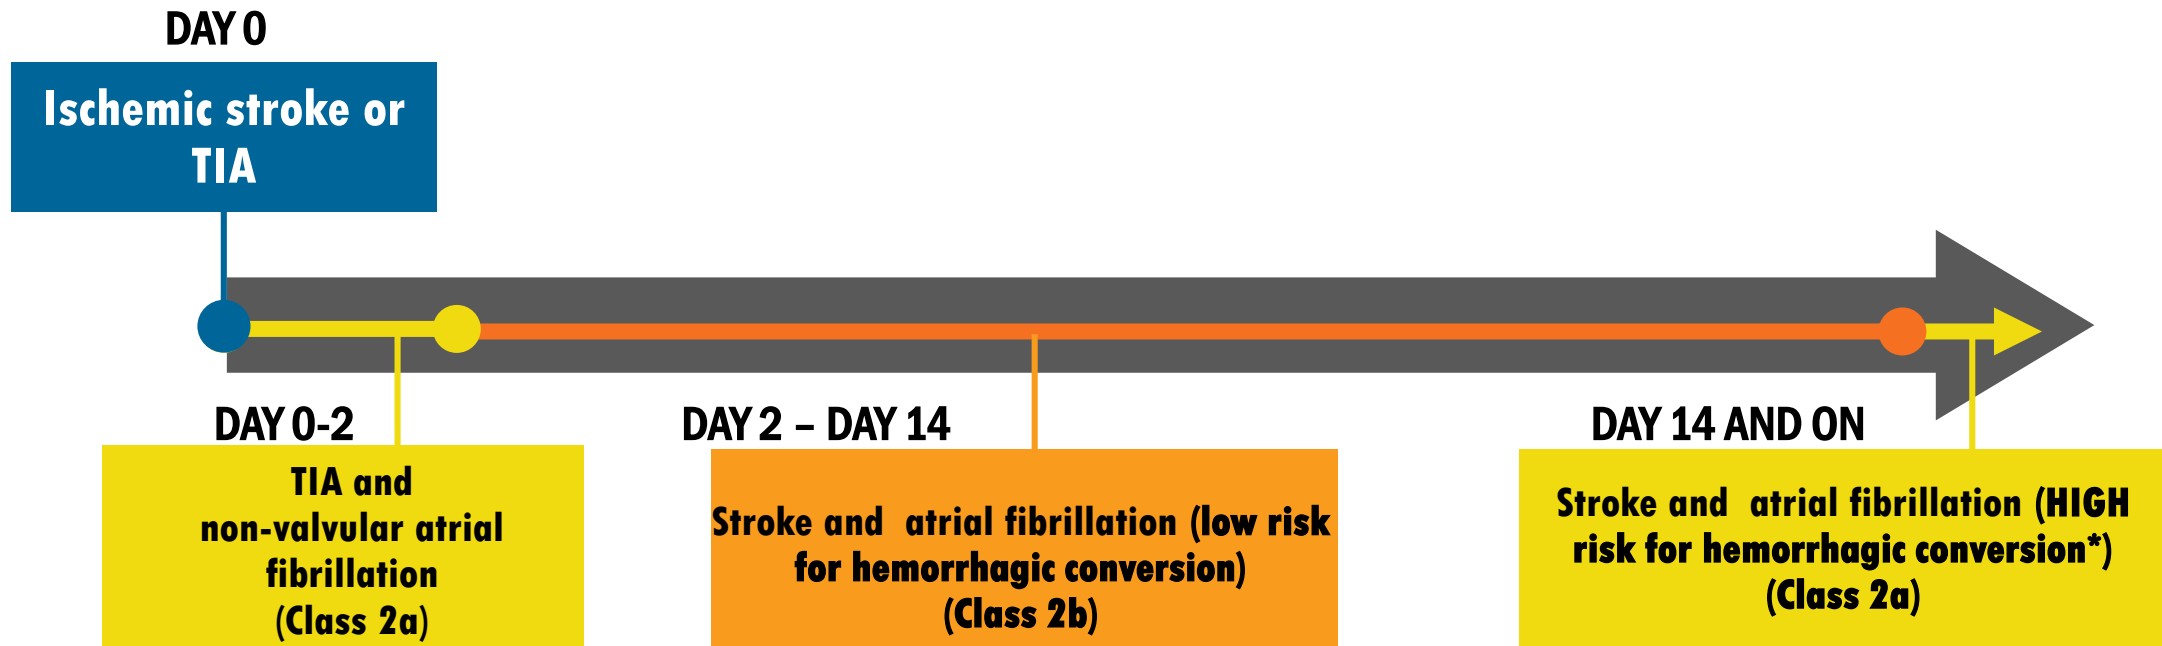 DAY 0
Ischemic stroke or
TIA
DAY 0-2
TIA and
non-valvular atrial
fibrillation
(Class 2a)
DAY 2 – DAY 14
Stroke and atrial fibrillation (low risk
for hemorrhagic conversion)
(Class 2b)
DAY 14 AND ON
Stroke and atrial fibrillation (HIGH
risk for hemorrhagic conversion*)
(Class 2a)